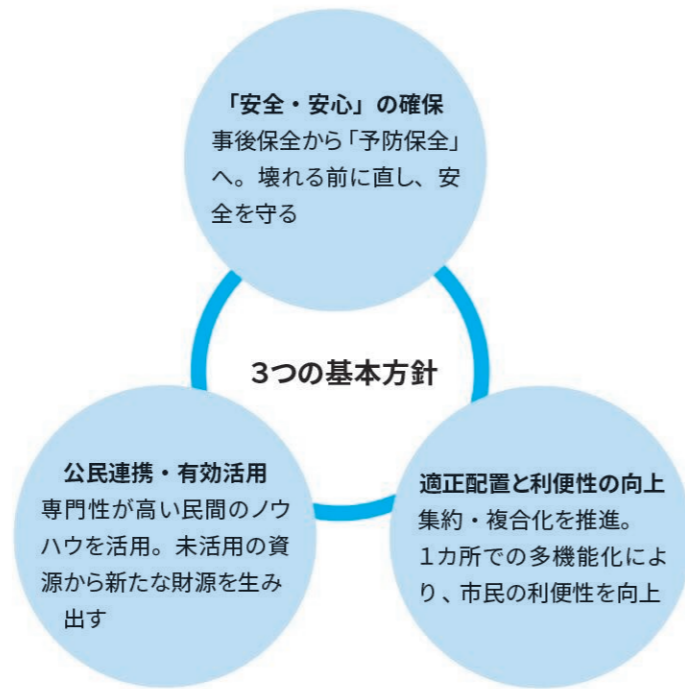 「安全・安心」の確保
事後保全から「予防保全」
へ。壊れる前に直し、安
全を守る
3つの基本方針
公民連携・有効活用
専門性が高い民間のノウ
ハウを活用。未活用の資
源から新たな財源を生み
出す
適正配置と利便性の向上
集約・複合化を推進。
1カ所での多機能化によ
り、市民の利便性を向上